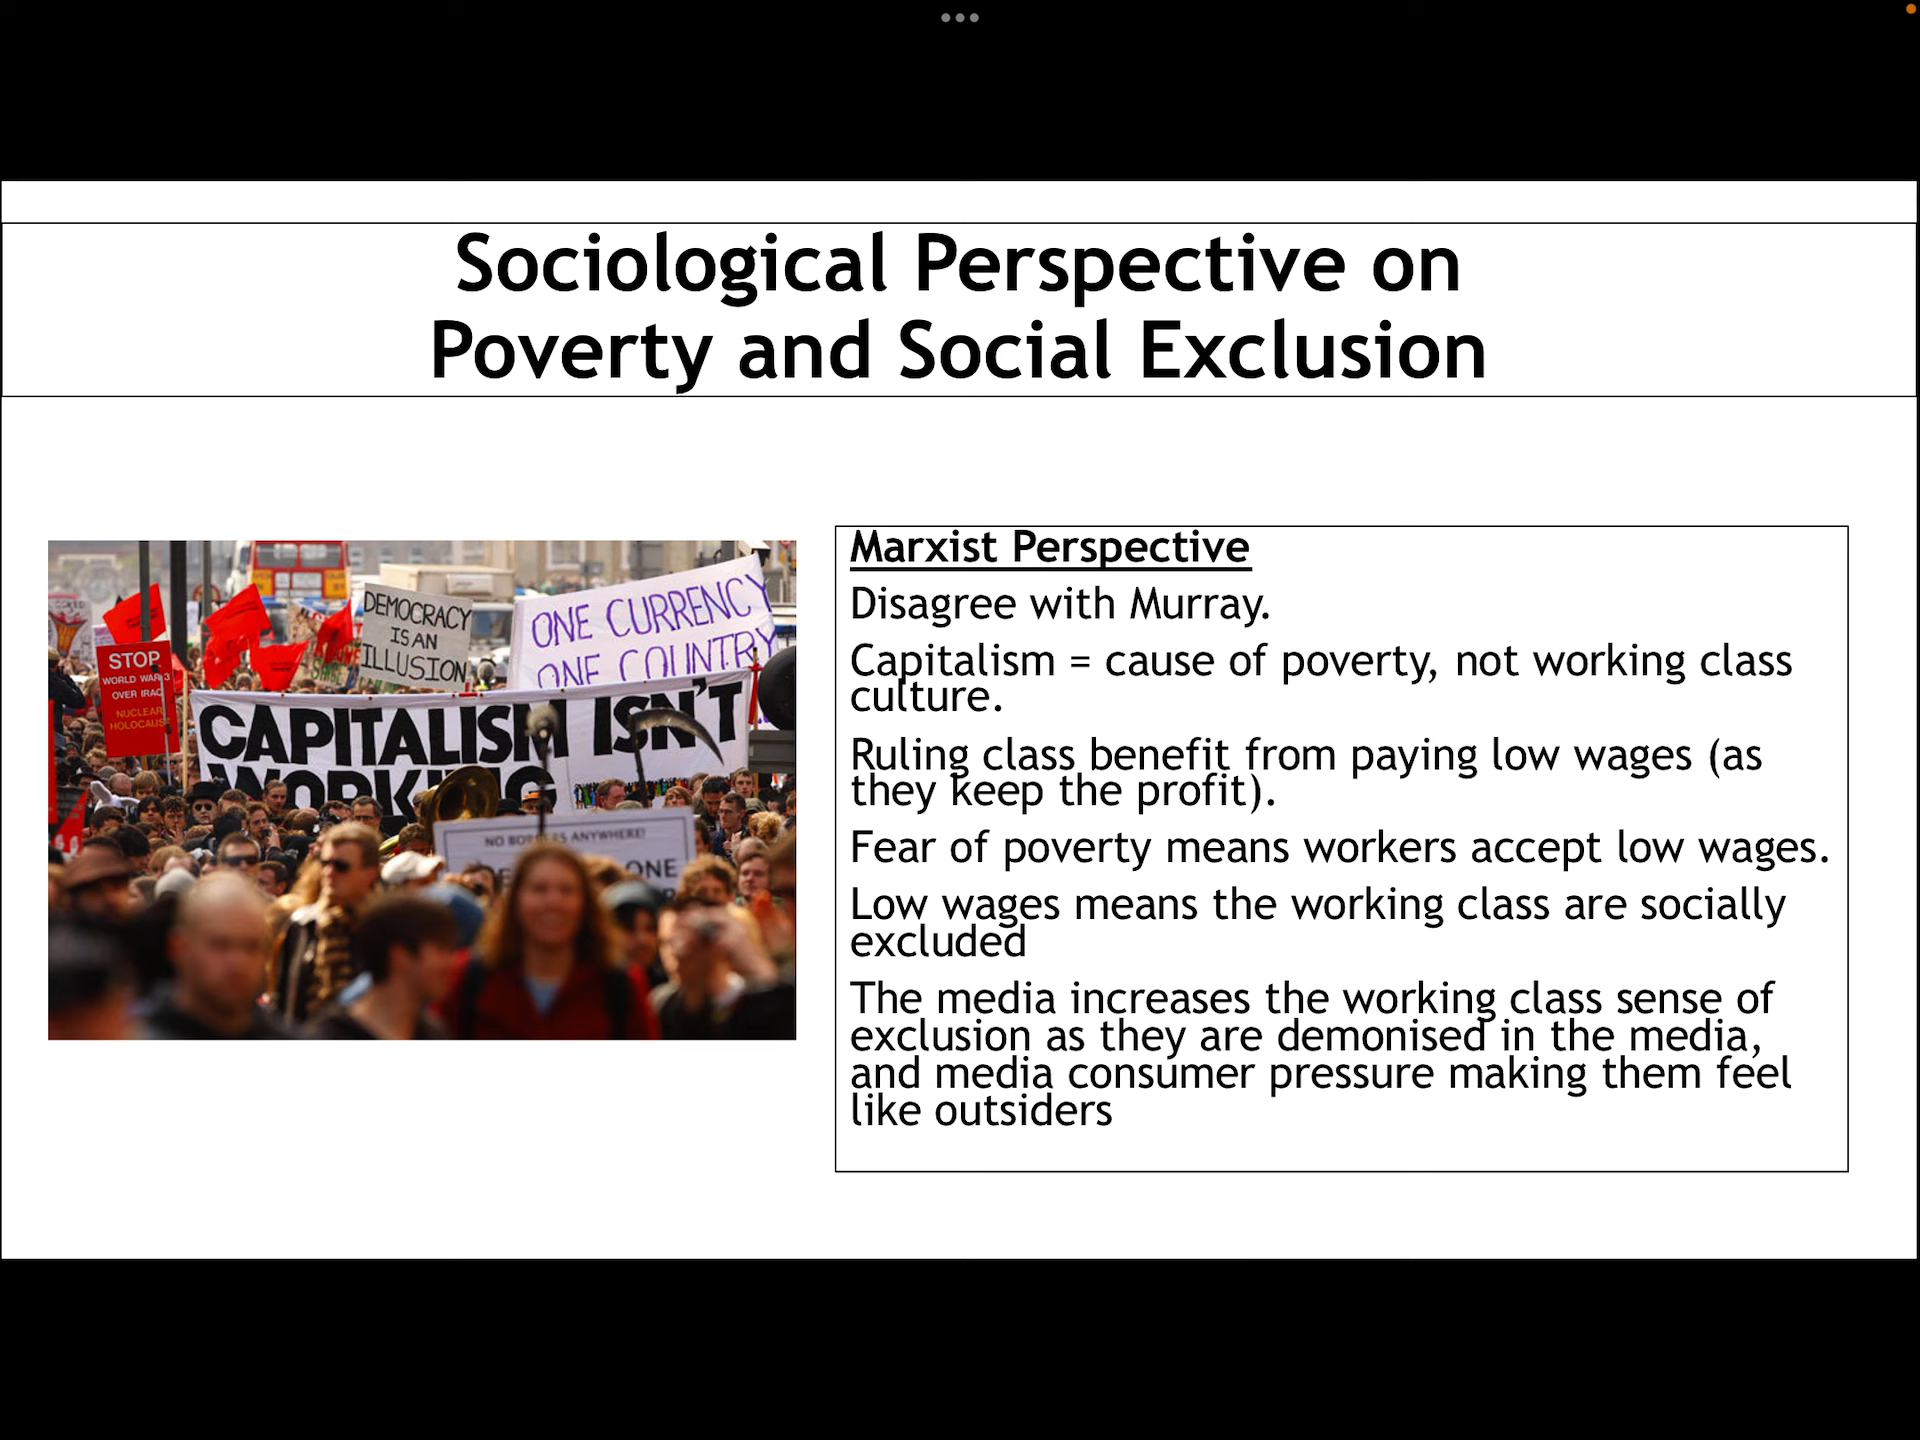 Sociological Perspective on
Poverty and Social Exclusion
DEMOCRACY
IS AN
ILLUSION
ONE CURRENCY
ONE COUNTRY
STOP
WORLD WAR 3
OVER IRAQ
NUCLEAR
HOLOCAUST
CAPITALISM ISN'T
WORKING
NO BORDERS ANYWHERE!
ONE
Marxist Perspective
Disagree with Murray.
Capitalism = cause of poverty, not working class
culture.
Ruling class benefit from paying low wages (as
they keep the profit).
Fear of poverty means workers accept low wages.
Low wages means the working class are socially
excluded
The media increases the working class sense of
exclusion as they are demonised in the media,
and media consumer pressure making them feel
like outsiders